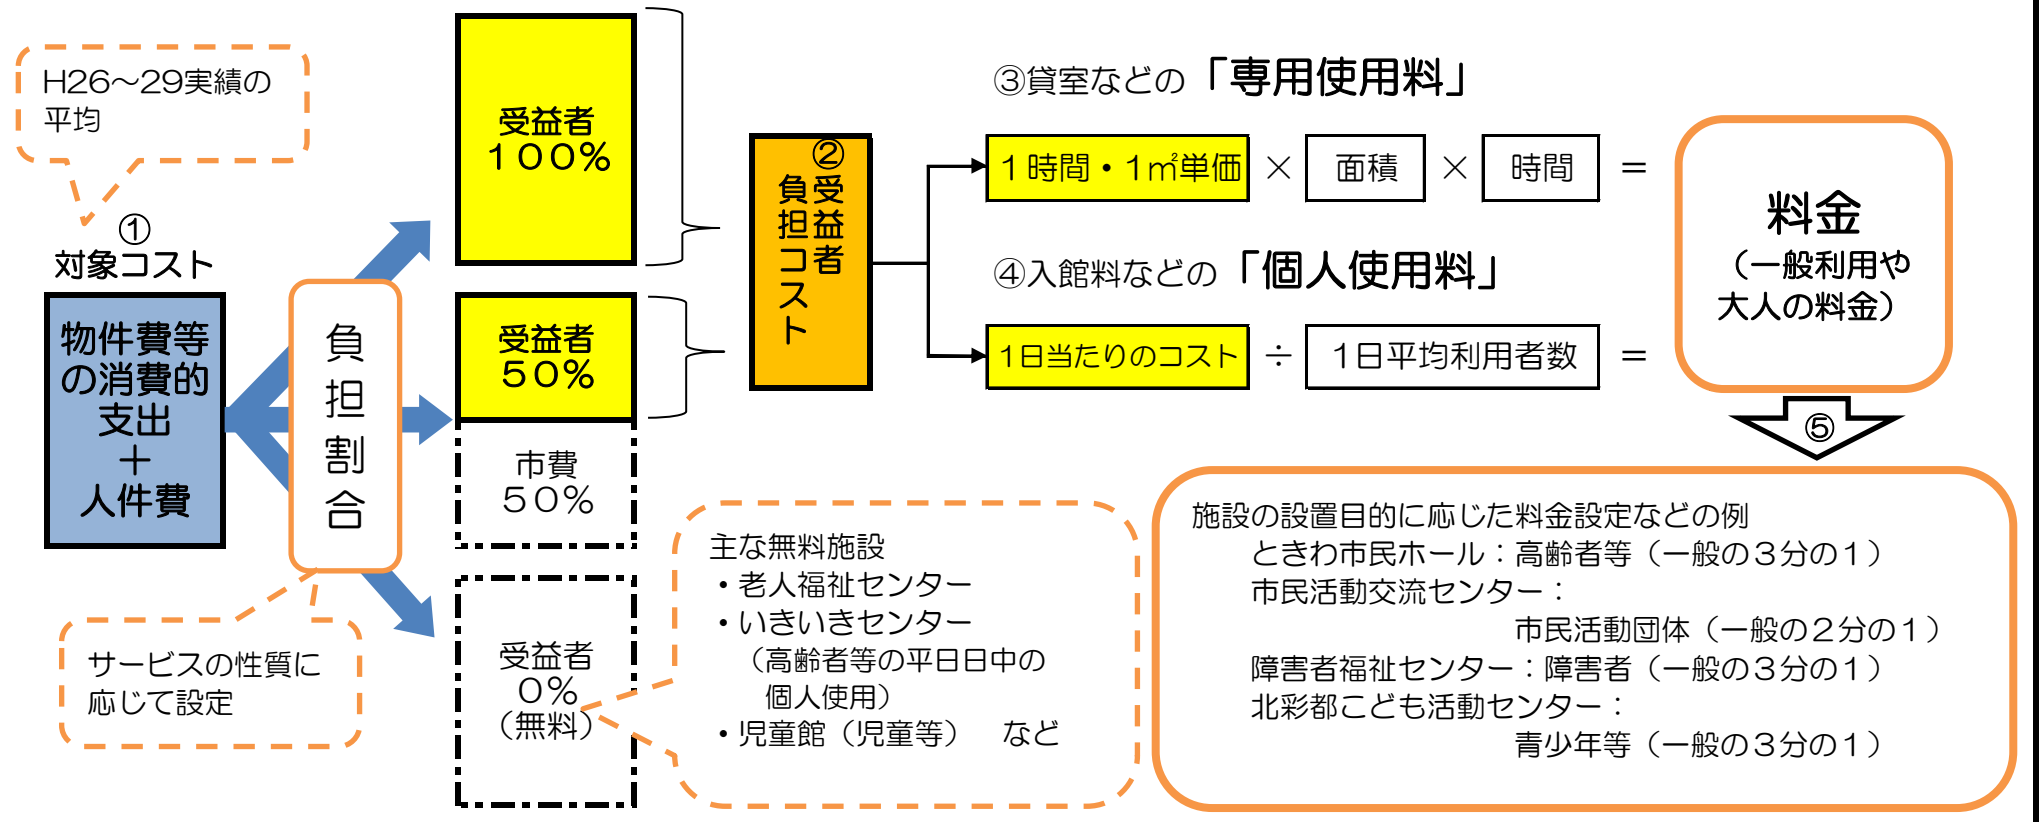 H26～29実績の
平均
①
対象コスト
物件費等
の消費的
支出
＋
人件費
負担割合
サービスの性質に
応じて設定
受益者
１００％
受益者
５０％
市費
５０％
受益者
０％
（無料）
主な無料施設
・老人福祉センター
・いきいきセンター
（高齢者等の平日日中の
個人使用）
・児童館（児童等）　など
②受益者
負担コスト
③貸室などの「専用使用料」
１時間・１㎡単価 × 面積 × 時間 ＝
④入館料などの「個人使用料」
１日当たりのコスト ÷ １日平均利用者数 ＝
料金
（一般利用や
大人の料金）
⑤
施設の設置目的に応じた料金設定などの例
ときわ市民ホール：高齢者等（一般の３分の１）
市民活動交流センター：
市民活動団体（一般の２分の１）
障害者福祉センター：障害者（一般の３分の１）
北彩都こども活動センター：
青少年等（一般の３分の１）